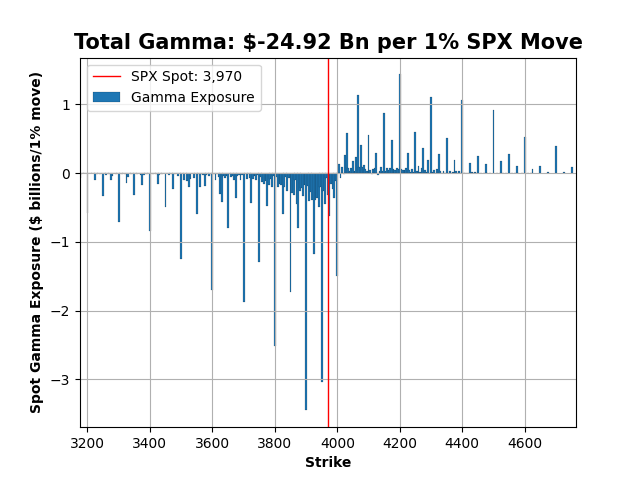 Total Gamma: $-24.92 Bn per 1% SPX Move
SPX Spot: 3,970
Gamma Exposure
Spot Gamma Exposure ($ billions/1% move)
1
0
−1
−2
−3
3200 3400 3600 3800 4000 4200 4400 4600
Strike